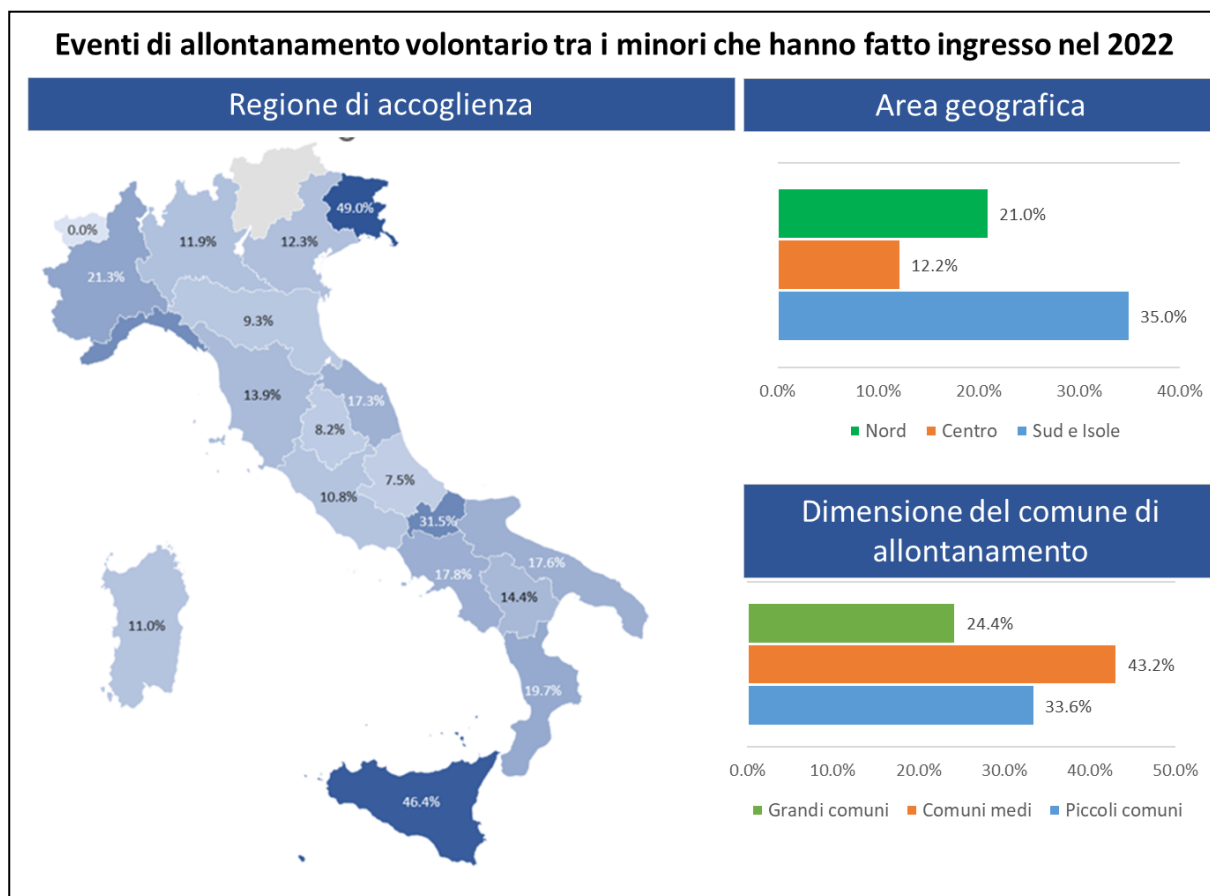 Eventi di allontanamento volontario tra i minori che hanno fatto ingresso nel 2022
Regione di accoglienza
0.0%
11.9%
12.3%
49.0%
21.3%
9.3%
13.9%
17.3%
8.2%
7.5%
10.8%
31.5%
17.8%
17.6%
14.4%
11.0%
19.7%
46.4%
Area geografica
21.0%
12.2%
35.0%
0.0% 10.0% 20.0% 30.0% 40.0%
Nord Centro Sud e Isole
Dimensione del comune di
allontanamento
24.4%
43.2%
33.6%
0.0% 10.0% 20.0% 30.0% 40.0% 50.0%
Grandi comuni Comuni medi Piccoli comuni